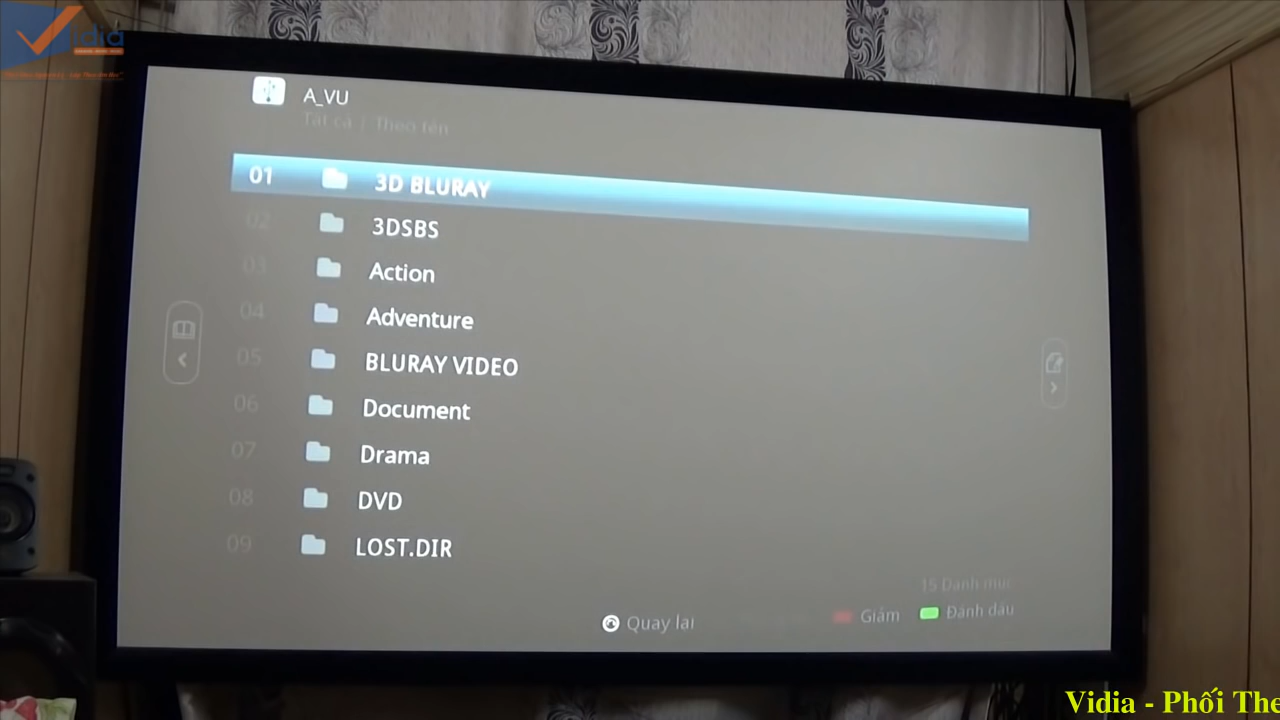 Vidia
A_VU
Tất cả / Theo tên
01 3D BLURAY
02 3DSBS
03 Action
04 Adventure
05 BLURAY VIDEO
06 Document
07 Drama
08 DVD
09 LOST.DIR
15 Danh mục
Quay lại Giảm Đánh dấu
Vidia - Phối The